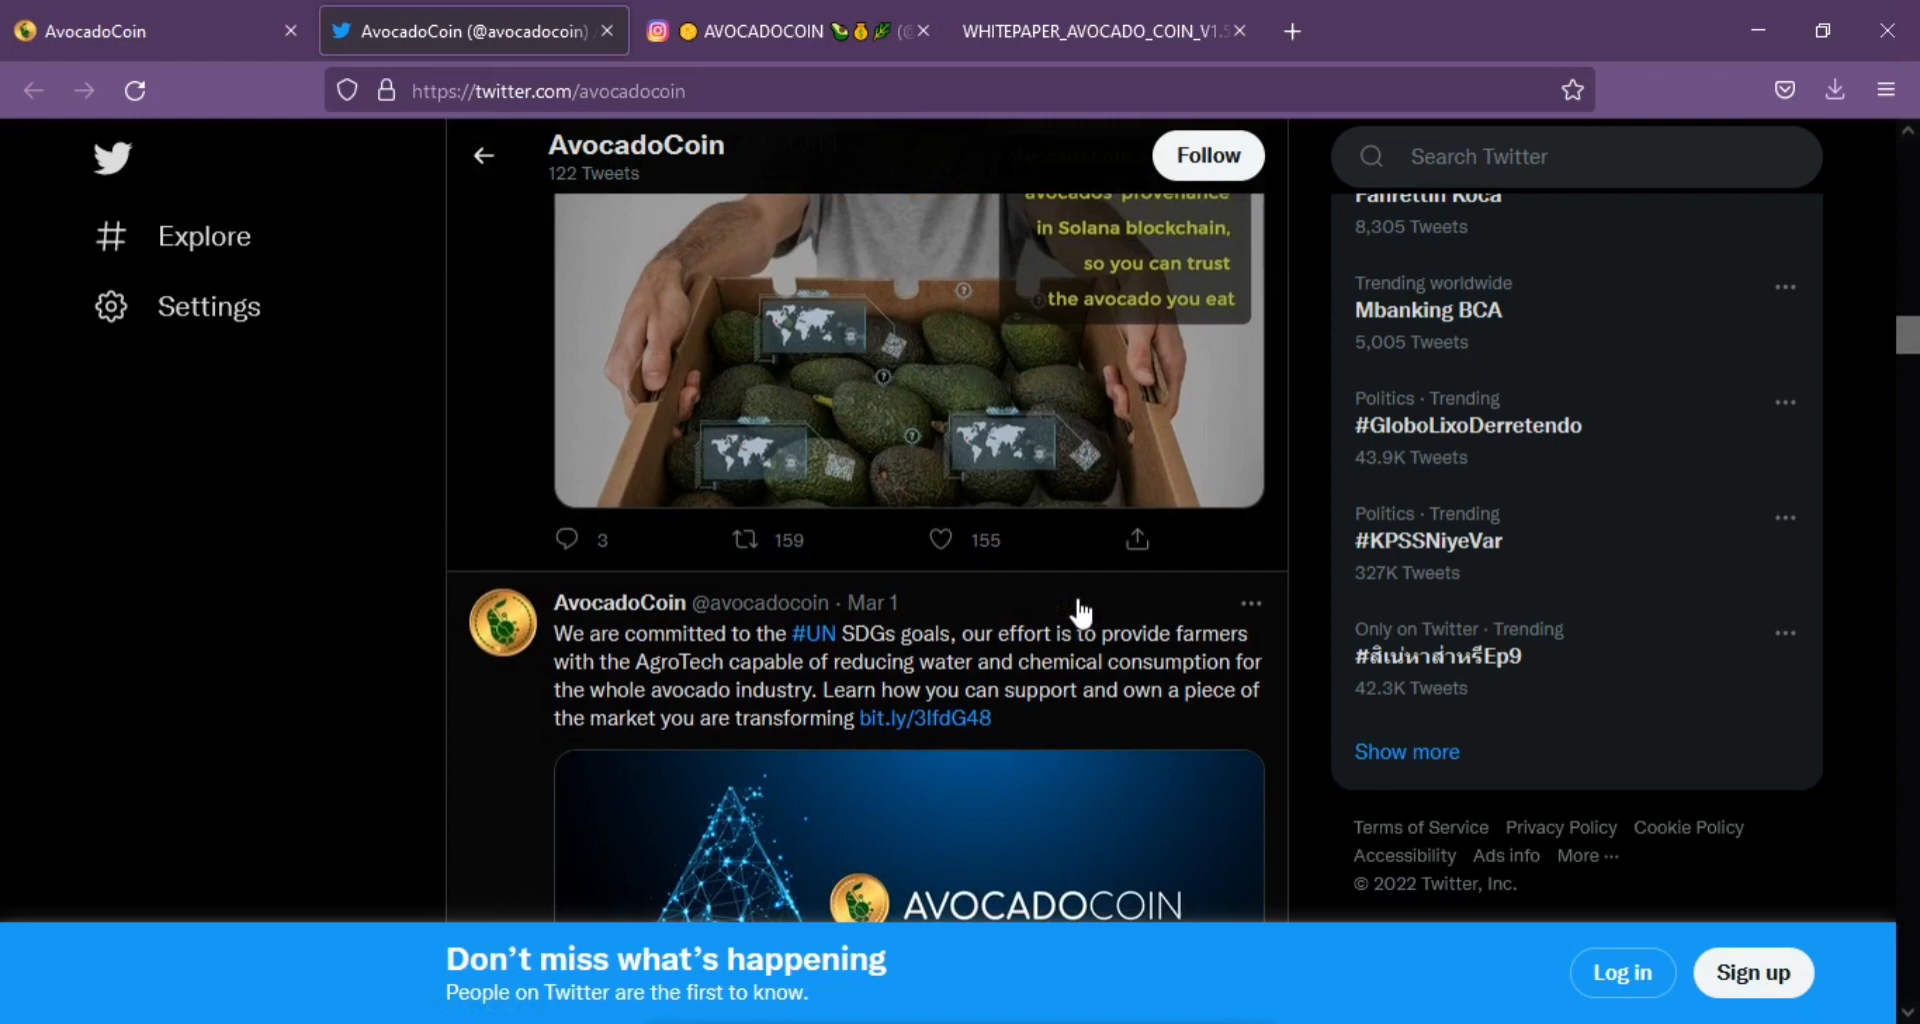 AvocadoCoin
AvocadoCoin (@avocadocoin)
AVOCADOCOIN
WHITEPAPER_AVOCADO_COIN_V1.5
https://twitter.com/avocadocoin
Explore
Settings
AvocadoCoin
122 Tweets
Follow
avocados' provenance
in Solana blockchain,
so you can trust
the avocado you eat
3
159
155
AvocadoCoin @avocadocoin · Mar 1
We are committed to the #UN SDGs goals, our effort is to provide farmers
with the AgroTech capable of reducing water and chemical consumption for
the whole avocado industry. Learn how you can support and own a piece of
the market you are transforming bit.ly/3IfdG48
AVOCADOCOIN
Search Twitter
Fahrettin Koca
8,305 Tweets
Trending worldwide
Mbanking BCA
5,005 Tweets
Politics · Trending
#GloboLixoDerretendo
43.9K Tweets
Politics · Trending
#KPSSNiyeVar
327K Tweets
Only on Twitter · Trending
#สิเน่หาส่าหรีEp9
42.3K Tweets
Show more
Terms of Service Privacy Policy Cookie Policy
Accessibility Ads info More ···
© 2022 Twitter, Inc.
Don't miss what's happening
People on Twitter are the first to know.
Log in
Sign up